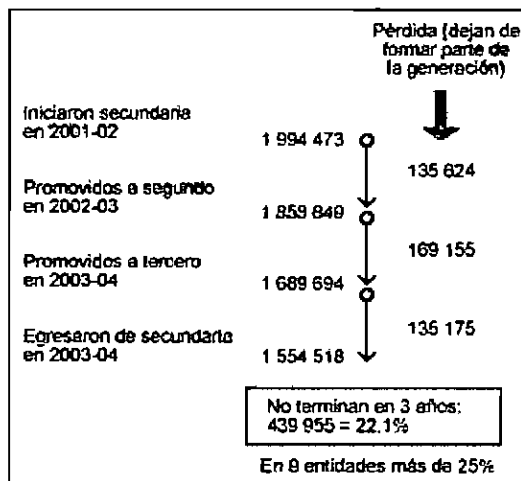 Pérdida (dejan de
formar parte de
la generación)
Iniciaron secundaria
en 2001-02
1 994 473
135 624
Promovidos a segundo
en 2002-03
1 858 849
169 155
Promovidos a tercero
en 2003-04
1 689 694
135 175
Egresaron de secundaria
en 2003-04
1 554 518
No terminan en 3 años:
439 955 = 22.1%
En 9 entidades más de 25%